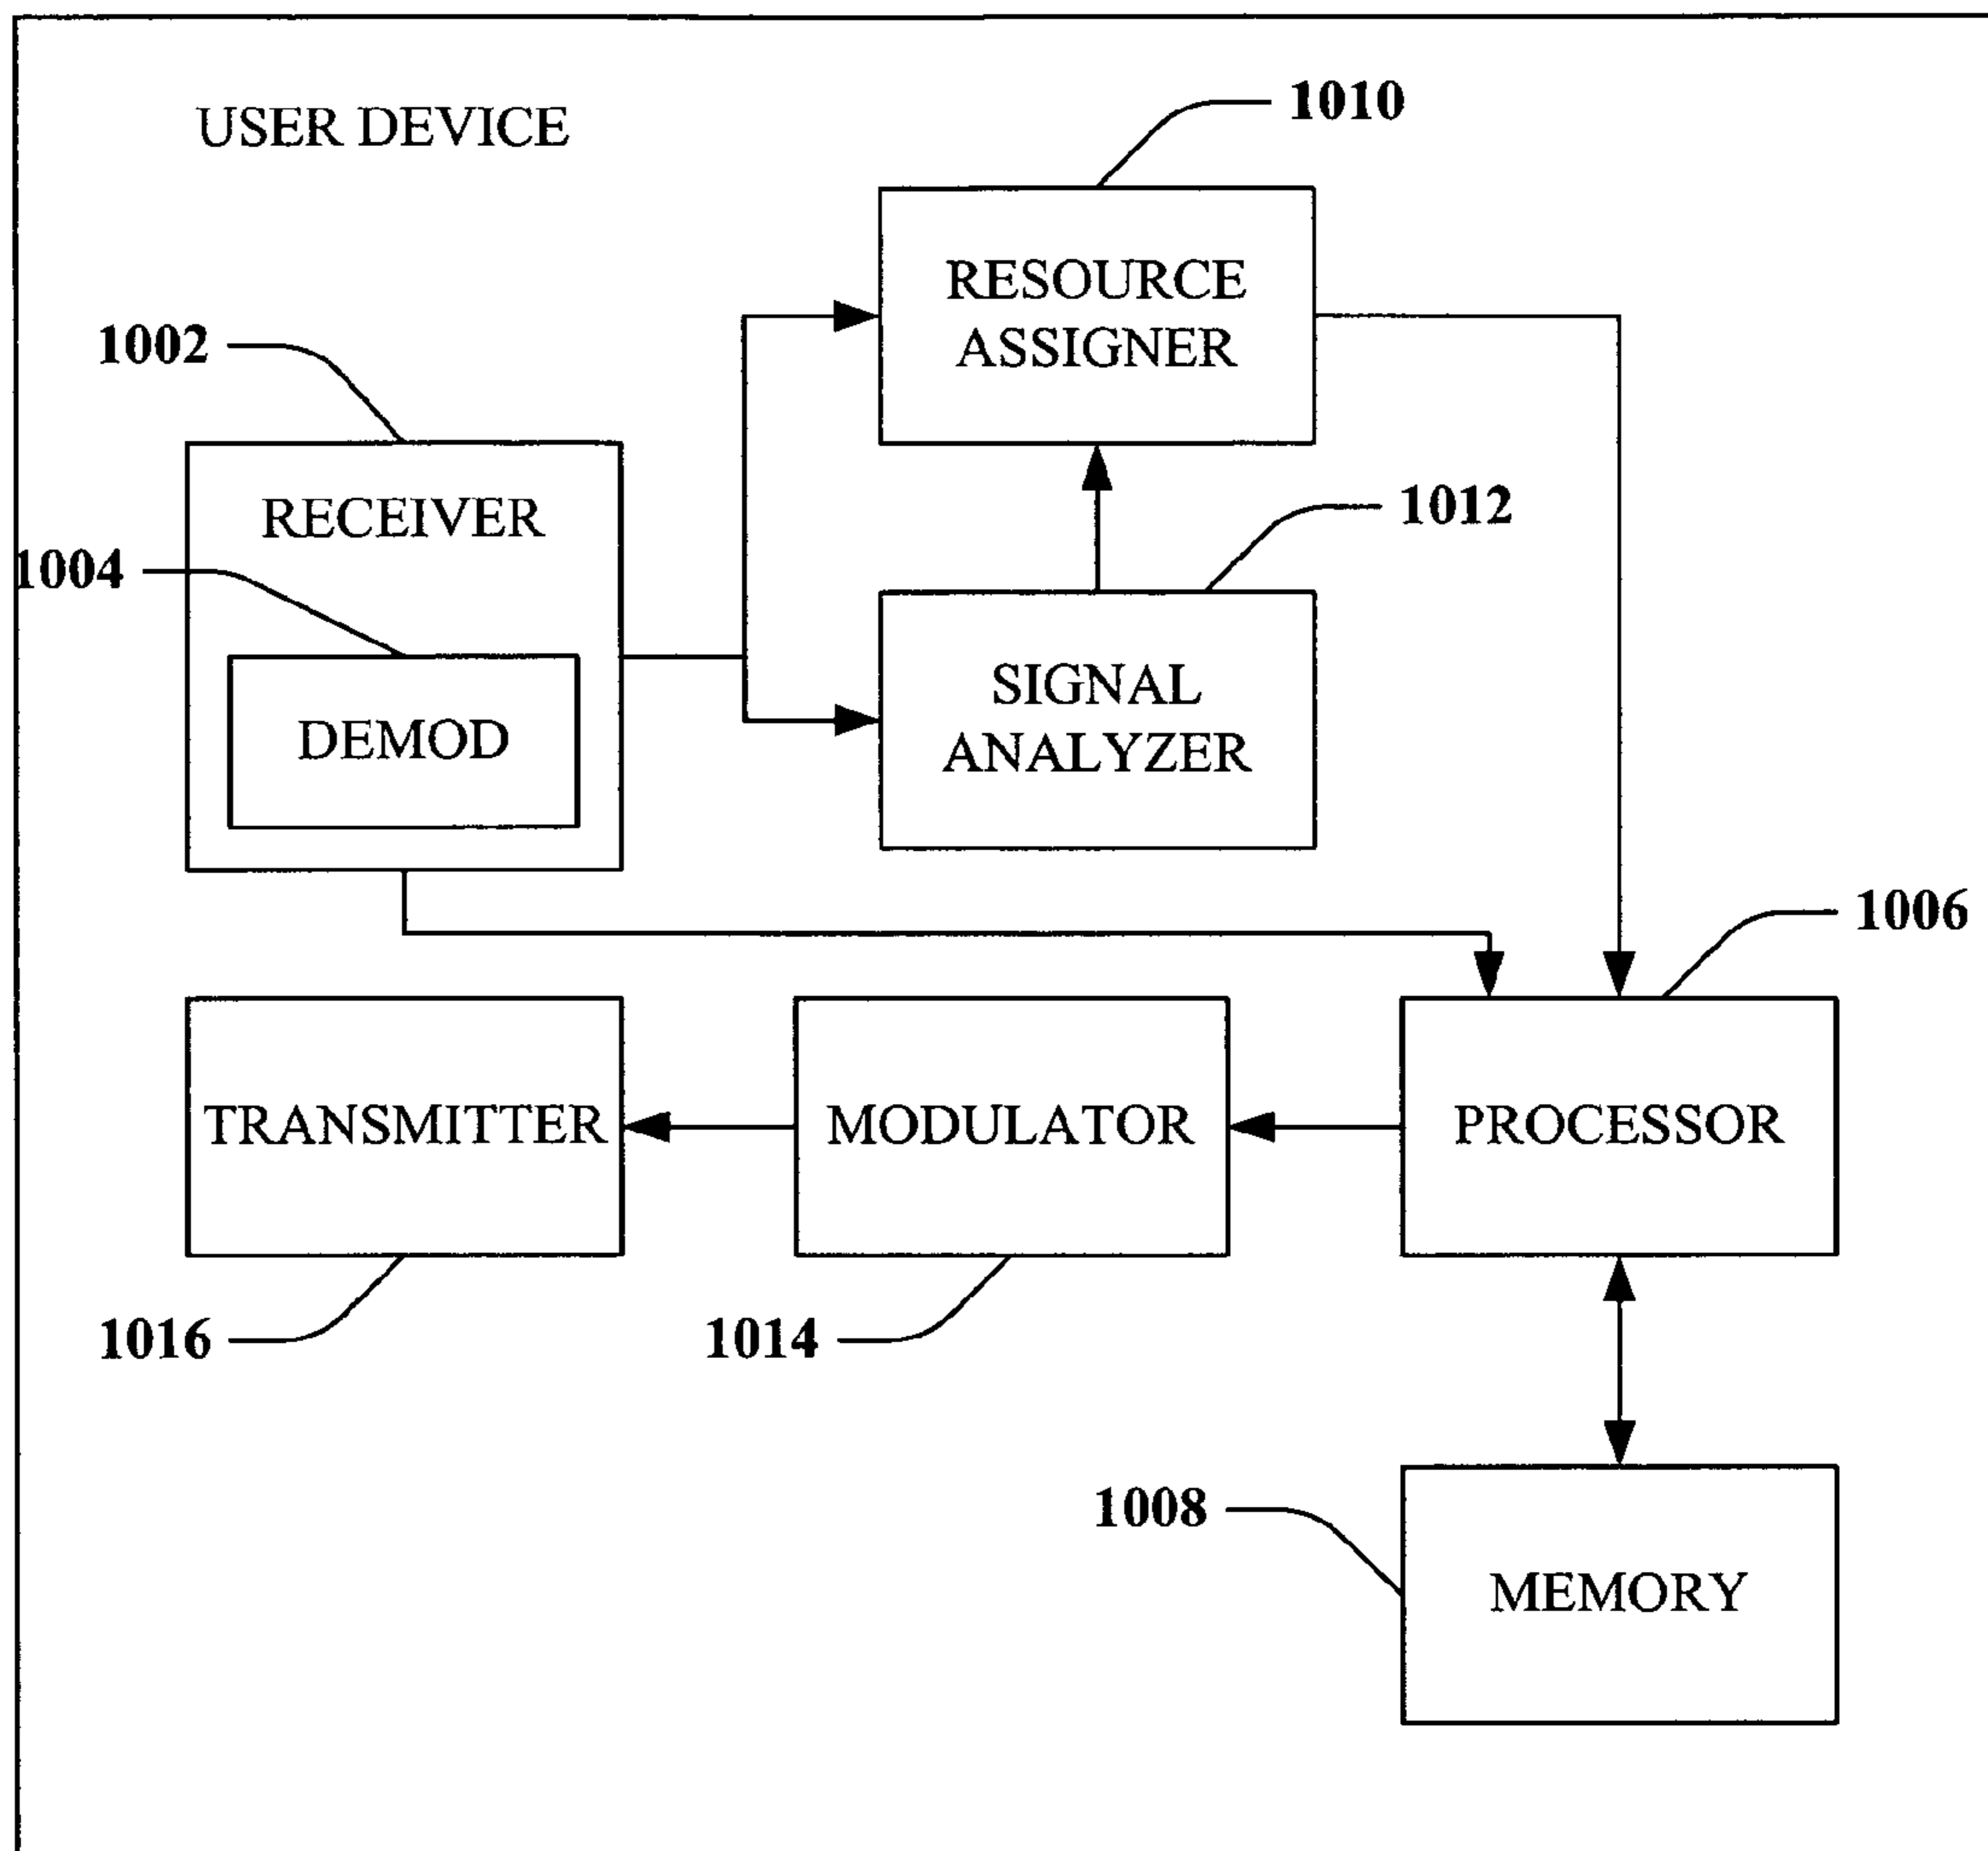 USER DEVICE
1010
RESOURCE
ASSIGNER
1002
RECEIVER
1012
1004
SIGNAL
ANALYZER
DEMOD
1006
TRANSMITTER
MODULATOR
PROCESSOR
1016
1014
1008
MEMORY